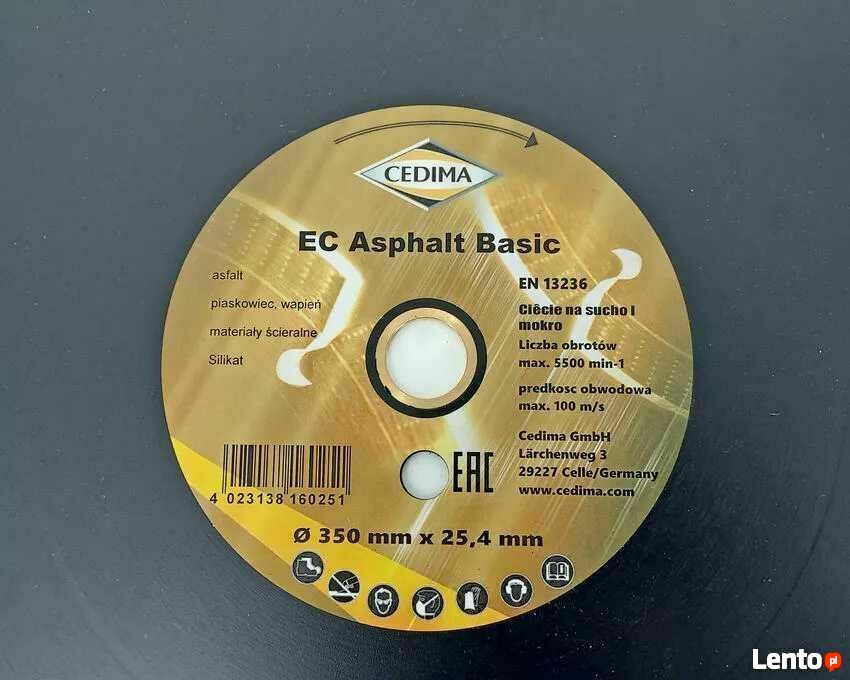 CEDIMA
EC Asphalt Basic
asfalt
piaskowiec, wapień
materiały ścieralne
Silikat
EN 13236
Cięcie na sucho i
mokro
Liczba obrotów
max. 5500 min-1
predkosc obwodowa
max. 100 m/s
Cedima GmbH
Lärchenweg 3
29227 Celle/Germany
www.cedima.com
EAC
4 023138 160251
Ø 350 mm x 25,4 mm
Lento.pl